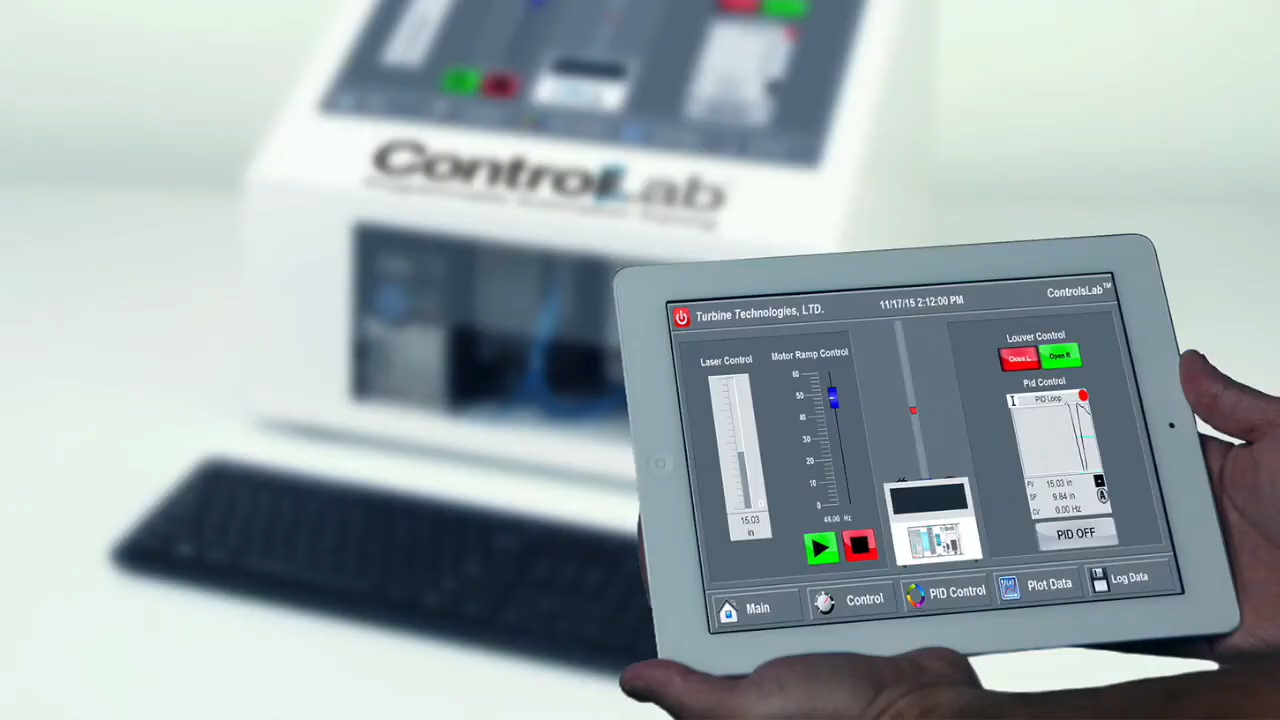 ControlLab
Turbine Technologies, LTD.
11/17/15 2:12:00 PM
ControlsLab™
Laser Control
Motor Ramp Control
60
50
40
30
20
10
0
48.00 Hz
15.03
in
0
Louver Control
Close L
Open R
Pid Control
PID Loop
PV 15.03 in
SP 9.84 in
CV 0.00 Hz
A
PID OFF
Main
Control
PID Control
Plot Data
Log Data